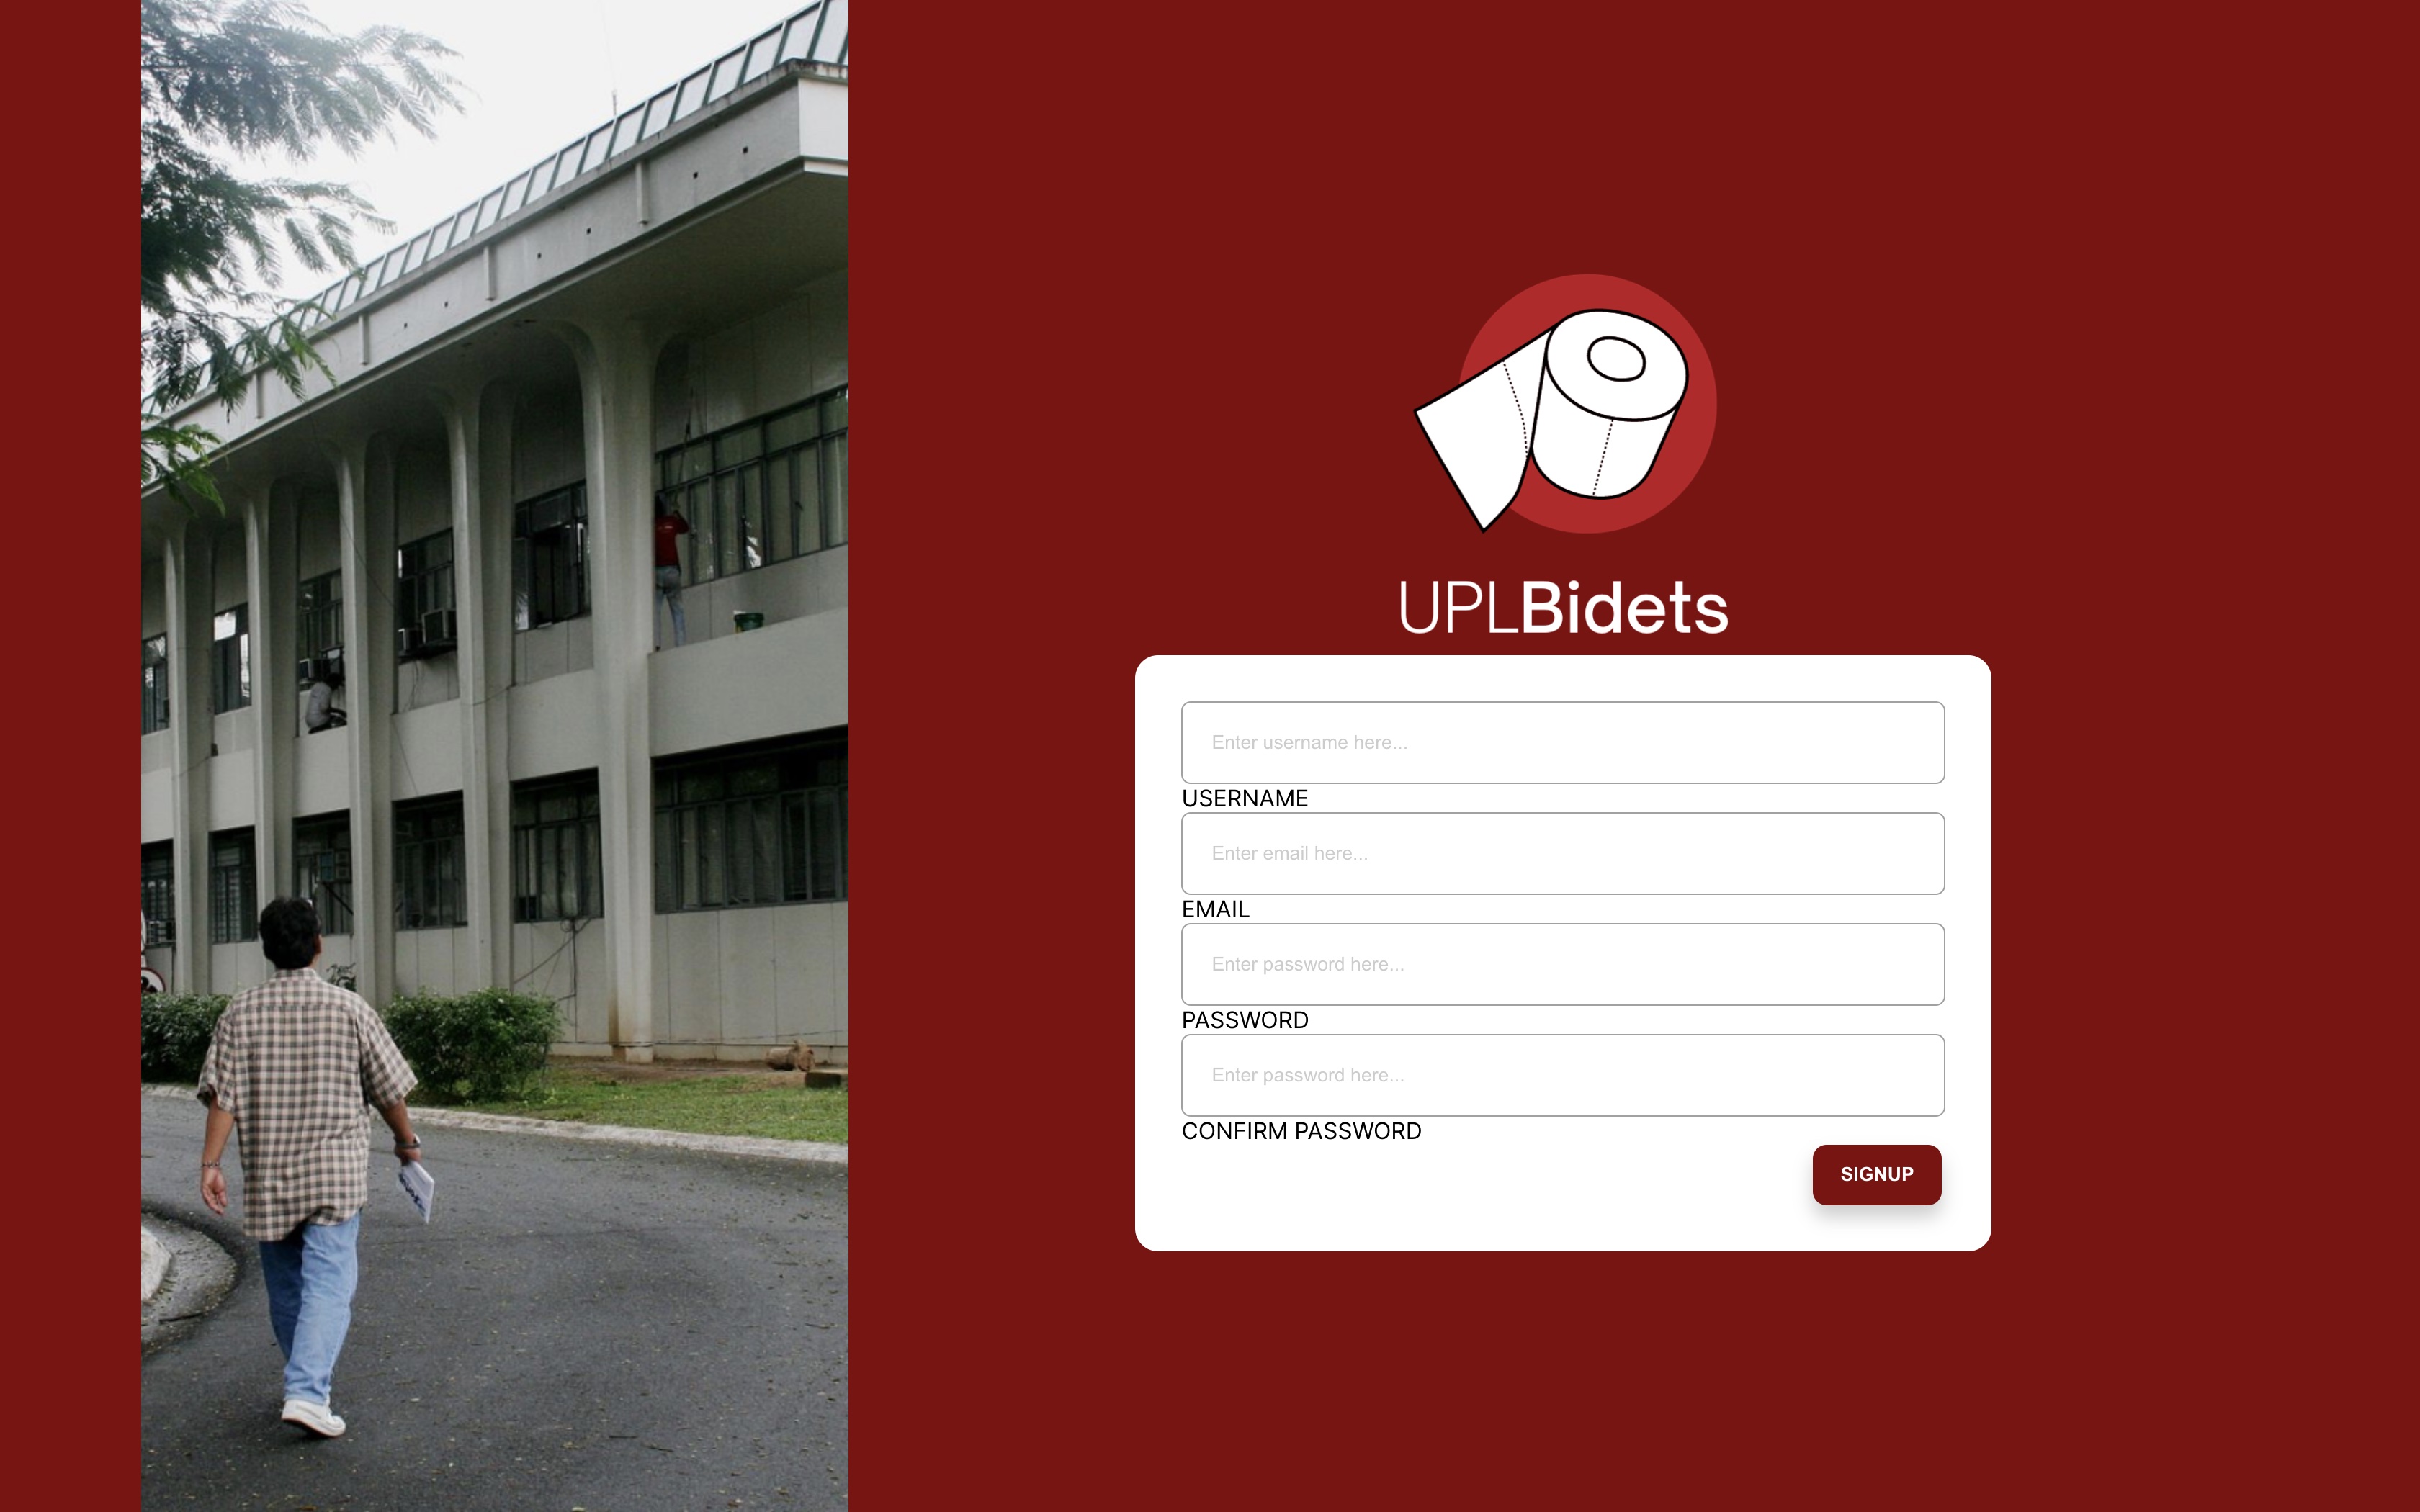 UPLBidets
Enter username here...
USERNAME
Enter email here...
EMAIL
Enter password here...
PASSWORD
Enter password here...
CONFIRM PASSWORD
SIGNUP